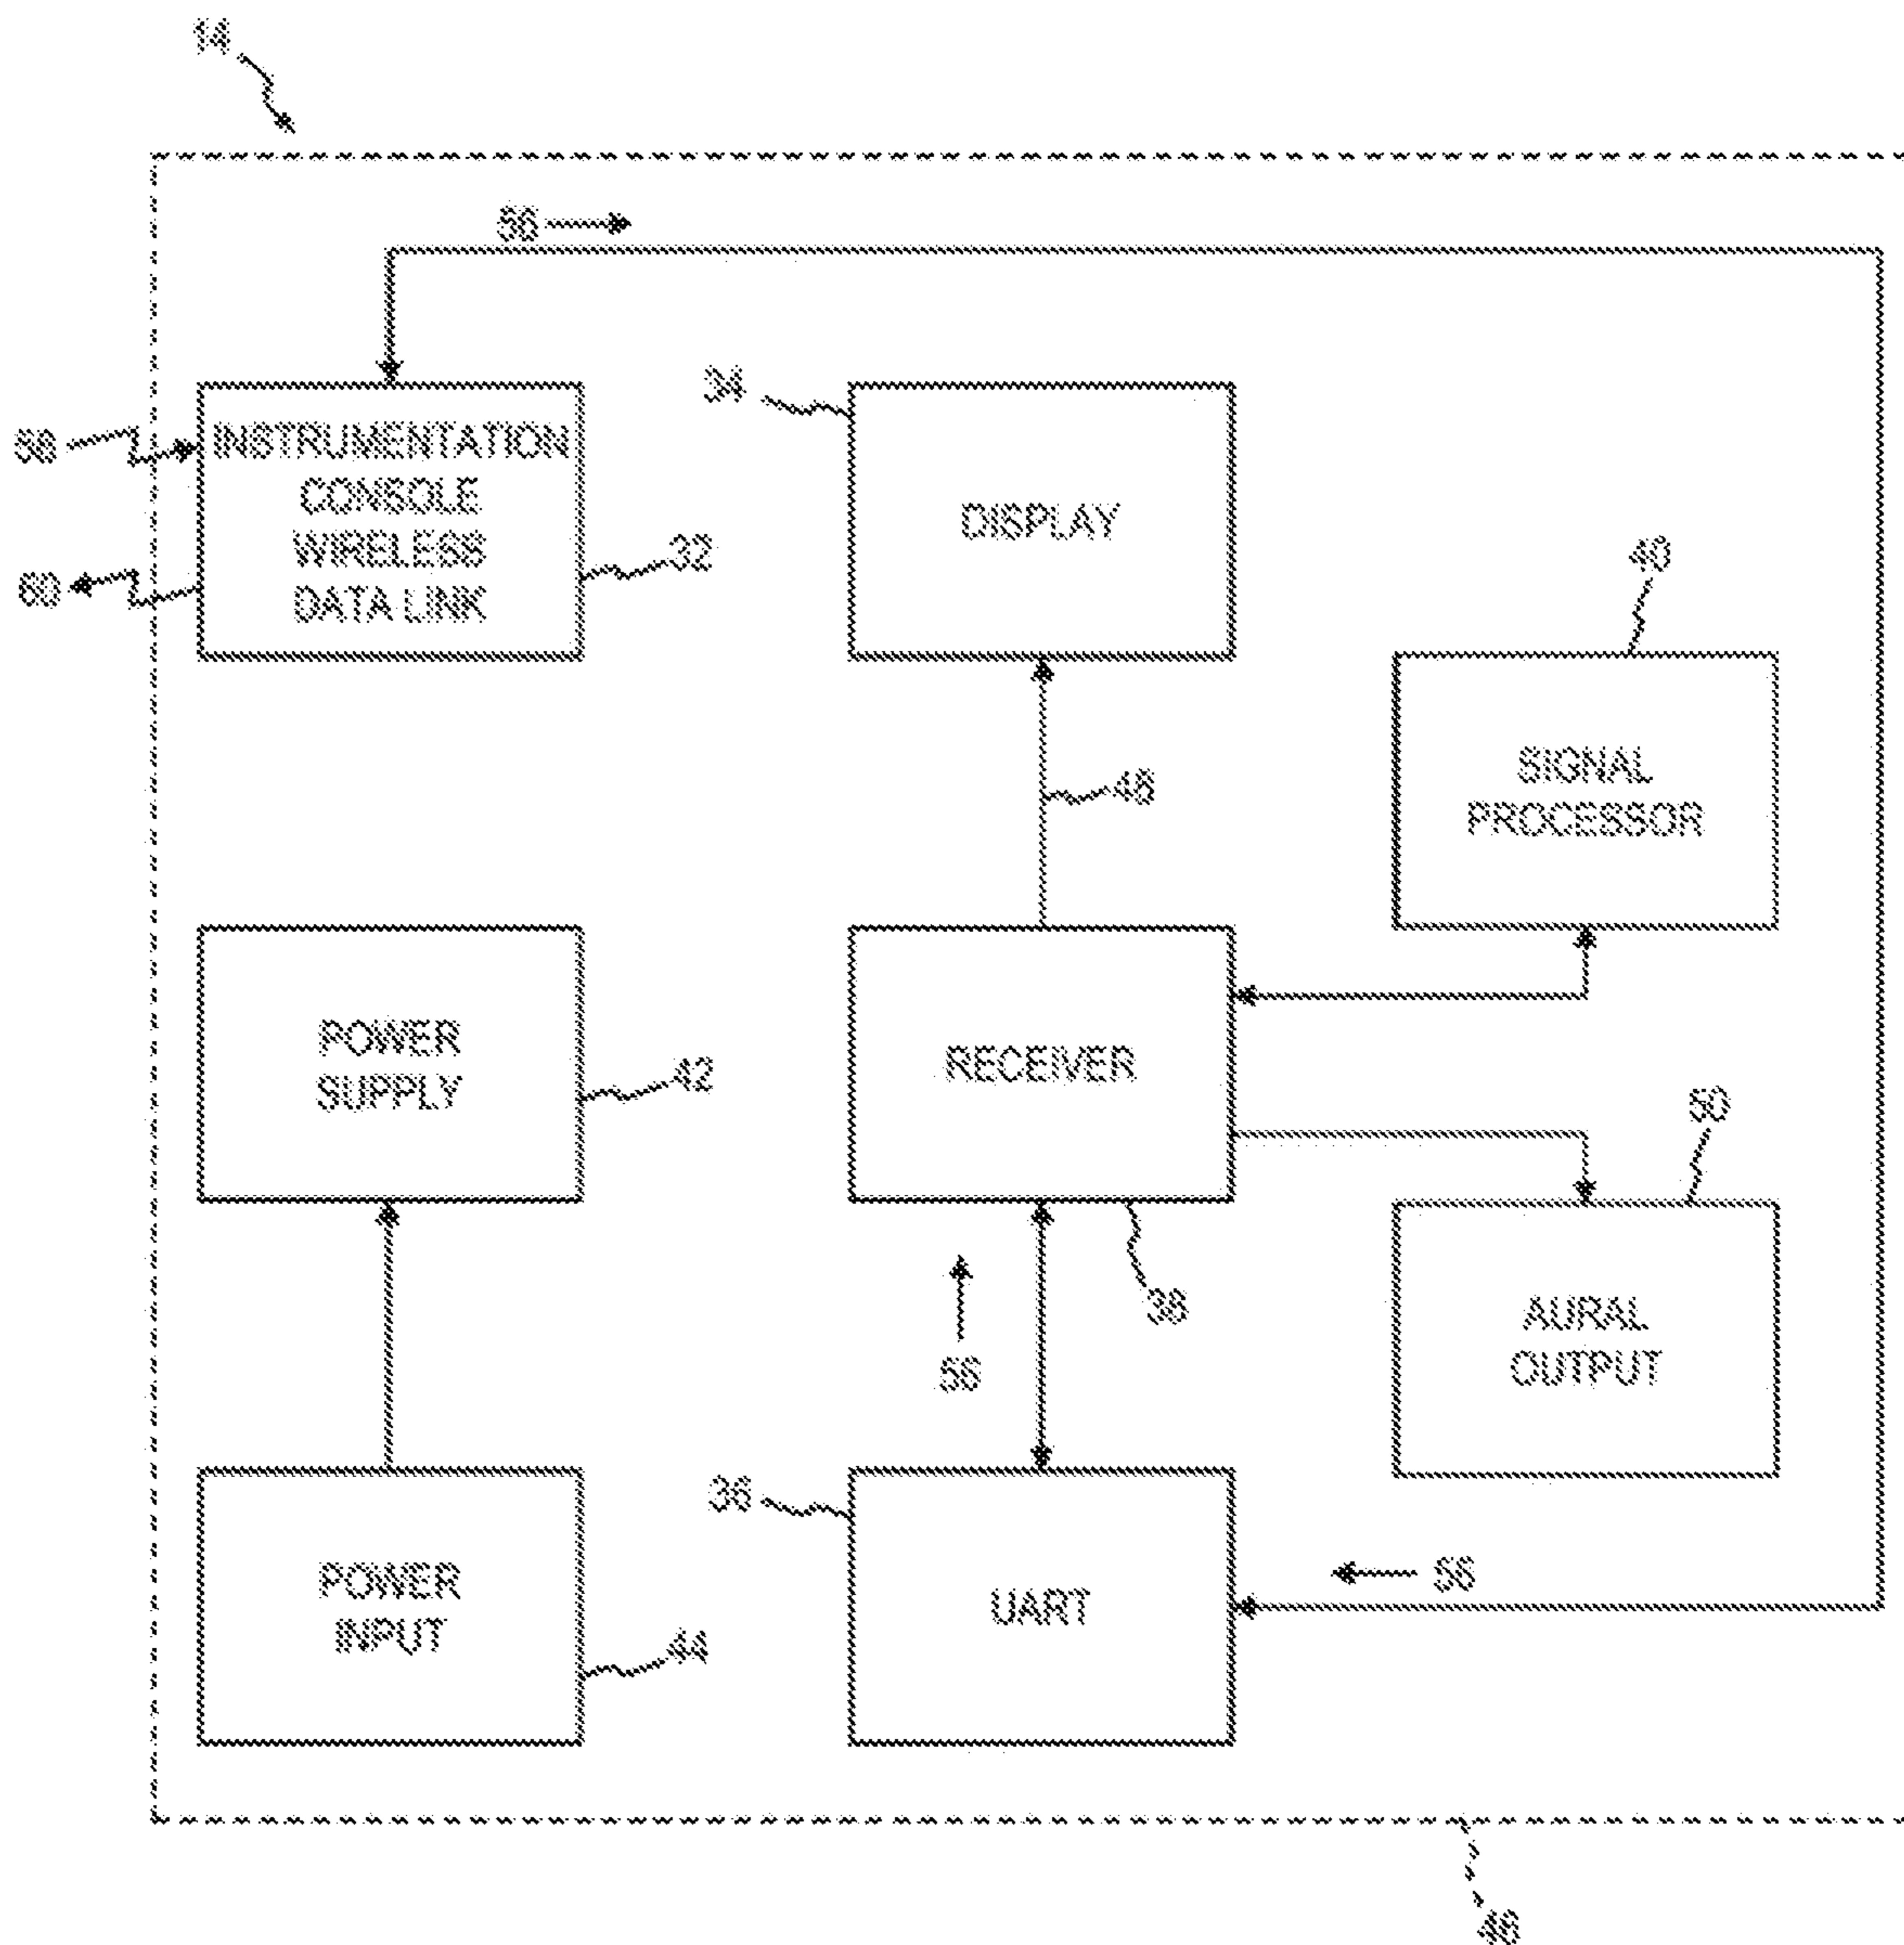 14
56
58
INSTRUMENTATION
CONSOLE
WIRELESS
DATA LINK
60
32
34
DISPLAY
40
SIGNAL
PROCESSOR
48
POWER
SUPPLY
42
RECEIVER
38
56
50
AURAL
OUTPUT
POWER
INPUT
44
36
UART
56
46